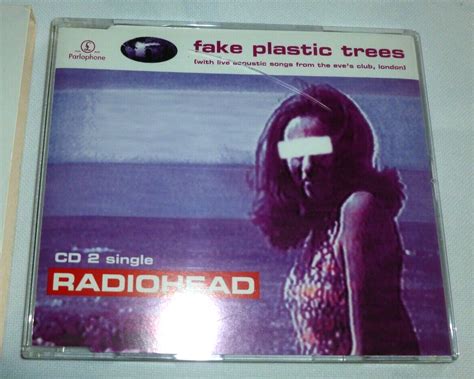 Parlophone
fake plastic trees
(with live acoustic songs from the eve's club, london)
CD 2 single
RADIOHEAD